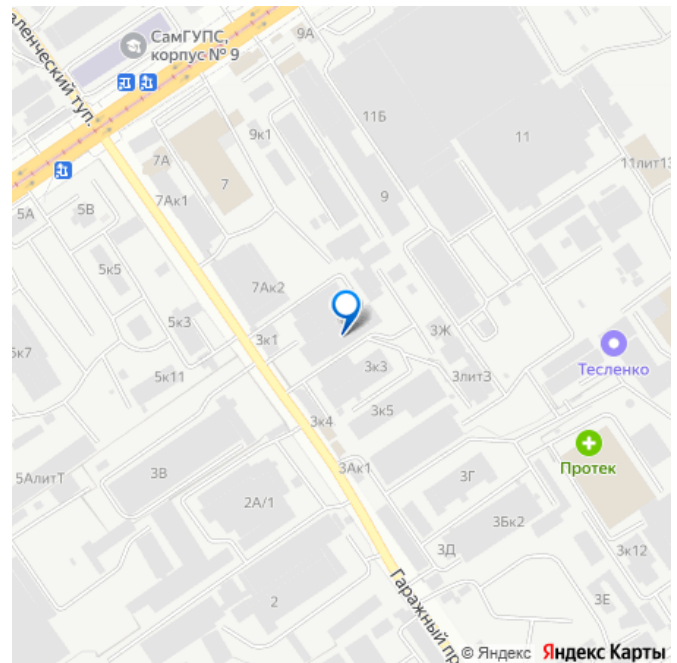 аленческий туп.
СамГУПС,
корпус № 9
9А
11Б
11
9к1
7А
7
9
11лит13
7Ак1
5А
5В
5к5
7Ак2
5к3
3к1
3Ж
5к7
5к11
3к3
3лит3
Тесленко
3к4
3к5
Протек
3В
3Ак1
3Г
5АлитТ
2А/1
3Бк2
3Д
3к12
2
Гаражный пр
3Е
© Яндекс Яндекс Карты